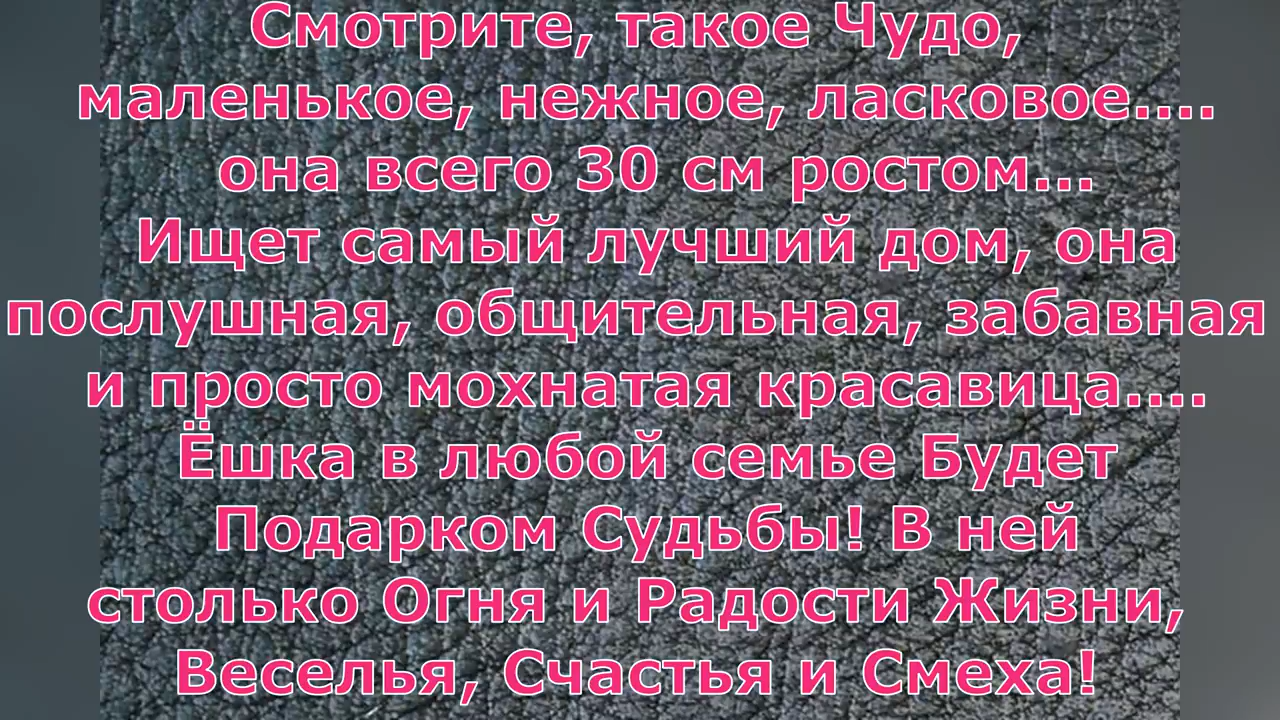 Смотрите, такое Чудо,
маленькое, нежное, ласковое....
она всего 30 см ростом...
Ищет самый лучший дом, она
послушная, общительная, забавная
и просто мохнатая красавица....
Ёшка в любой семье Будет
Подарком Судьбы! В ней
столько Огня и Радости Жизни,
Веселья, Счастья и Смеха!